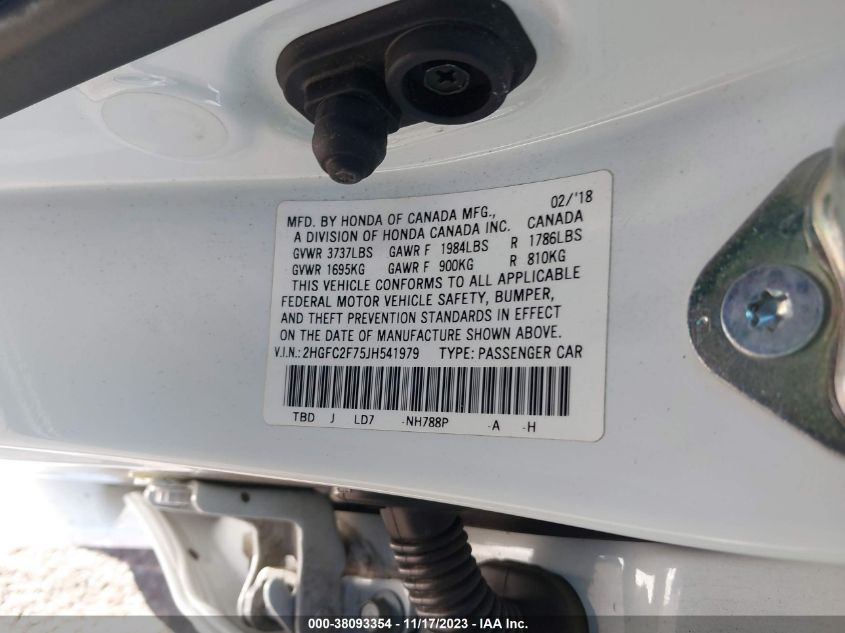 02/'18
MFD. BY HONDA OF CANADA MFG.,
A DIVISION OF HONDA CANADA INC. CANADA
GVWR 3737LBS GAWR F 1984LBS R 1786LBS
GVWR 1695KG GAWR F 900KG R 810KG
THIS VEHICLE CONFORMS TO ALL APPLICABLE
FEDERAL MOTOR VEHICLE SAFETY, BUMPER,
AND THEFT PREVENTION STANDARDS IN EFFECT
ON THE DATE OF MANUFACTURE SHOWN ABOVE.
V.I.N.: 2HGFC2F75JH541979 TYPE: PASSENGER CAR
TBD J LD7 -NH788P -A -H
000-38093354 — 11/17/2023 — IAA, Inc.